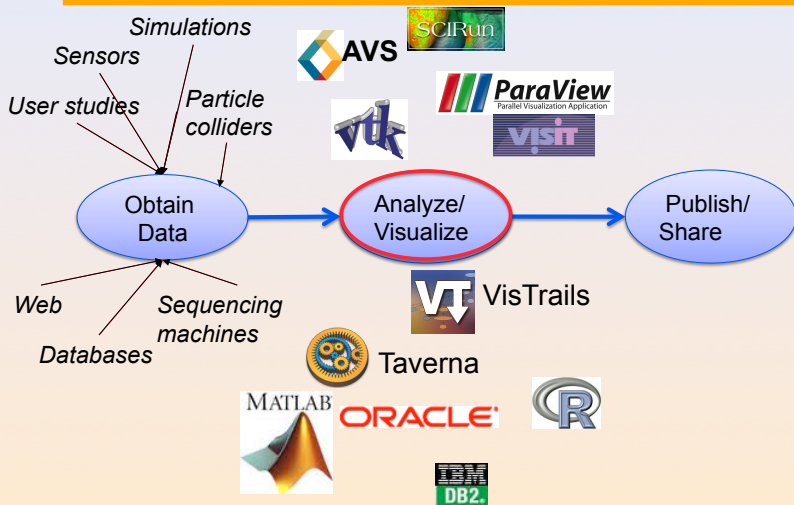 Simulations
Sensors
User studies
Particle
colliders
AVS
SCIRun
ParaView
Parallel Visualization Application
vtk
VISIT
Obtain
Data
Analyze/
Visualize
Publish/
Share
Web
Databases
Sequencing
machines
VT
VisTrails
Taverna
MATLAB
ORACLE
R
IBM
DB2.